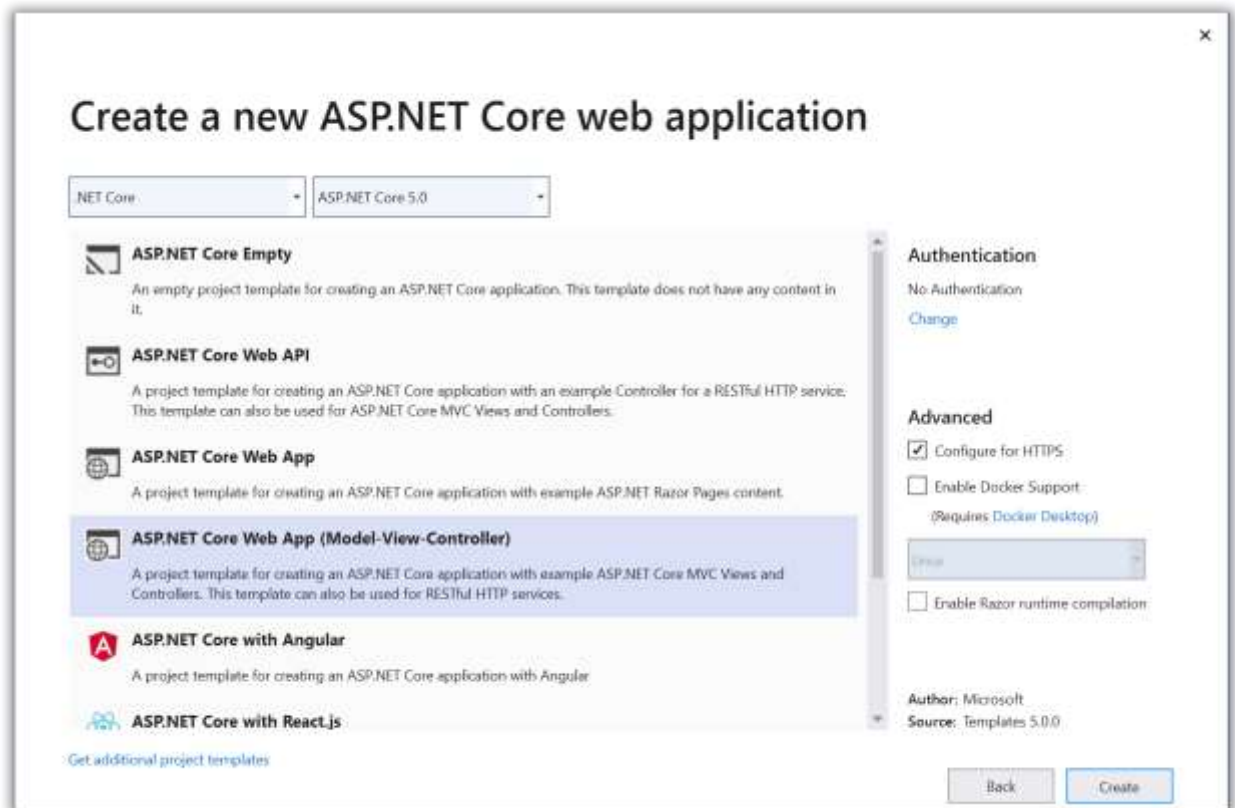 Create a new ASP.NET Core web application
.NET Core
ASP.NET Core 5.0
ASP.NET Core Empty
An empty project template for creating an ASP.NET Core application. This template does not have any content in
it.
ASP.NET Core Web API
A project template for creating an ASP.NET Core application with an example Controller for a RESTful HTTP service.
This template can also be used for ASP.NET Core MVC Views and Controllers.
ASP.NET Core Web App
A project template for creating an ASP.NET Core application with example ASP.NET Razor Pages content.
ASP.NET Core Web App (Model-View-Controller)
A project template for creating an ASP.NET Core application with example ASP.NET Core MVC Views and
Controllers. This template can also be used for RESTful HTTP services.
ASP.NET Core with Angular
A project template for creating an ASP.NET Core application with Angular
ASP.NET Core with React.js
Get additional project templates
Authentication
No Authentication
Change
Advanced
Configure for HTTPS
Enable Docker Support
(Requires Docker Desktop)
Linux
Enable Razor runtime compilation
Author: Microsoft
Source: Templates 5.0.0
Back
Create